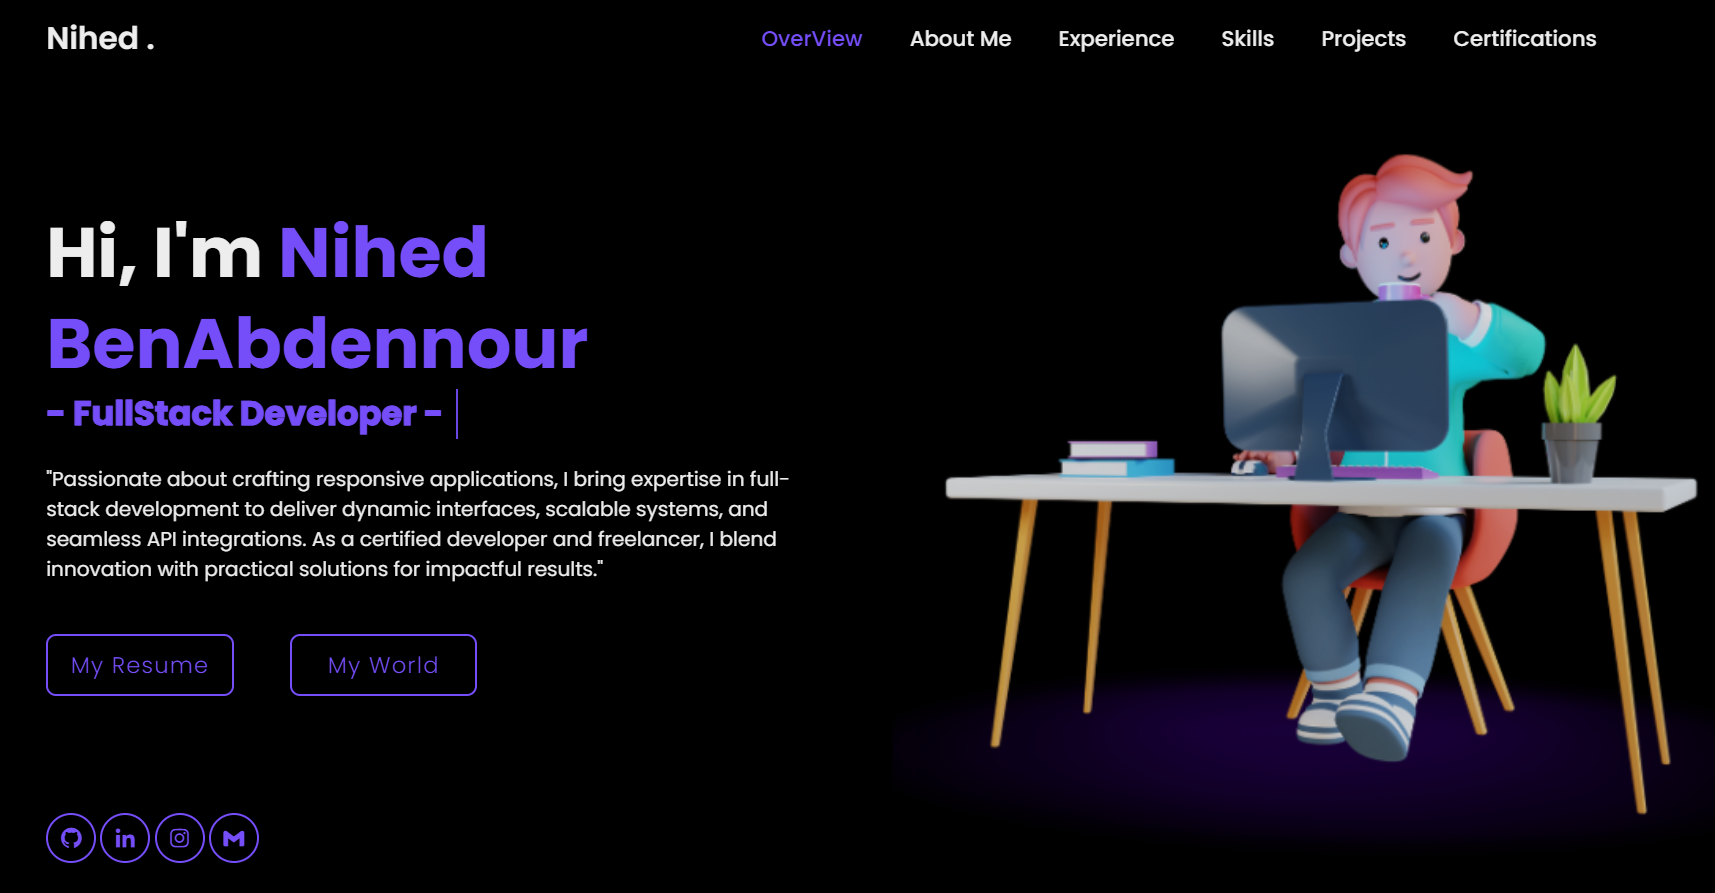 Nihed .
OverView About Me Experience Skills Projects Certifications
Hi, I'm Nihed
BenAbdennour
- FullStack Developer -
"Passionate about crafting responsive applications, I bring expertise in full-
stack development to deliver dynamic interfaces, scalable systems, and
seamless API integrations. As a certified developer and freelancer, I blend
innovation with practical solutions for impactful results."
My Resume My World